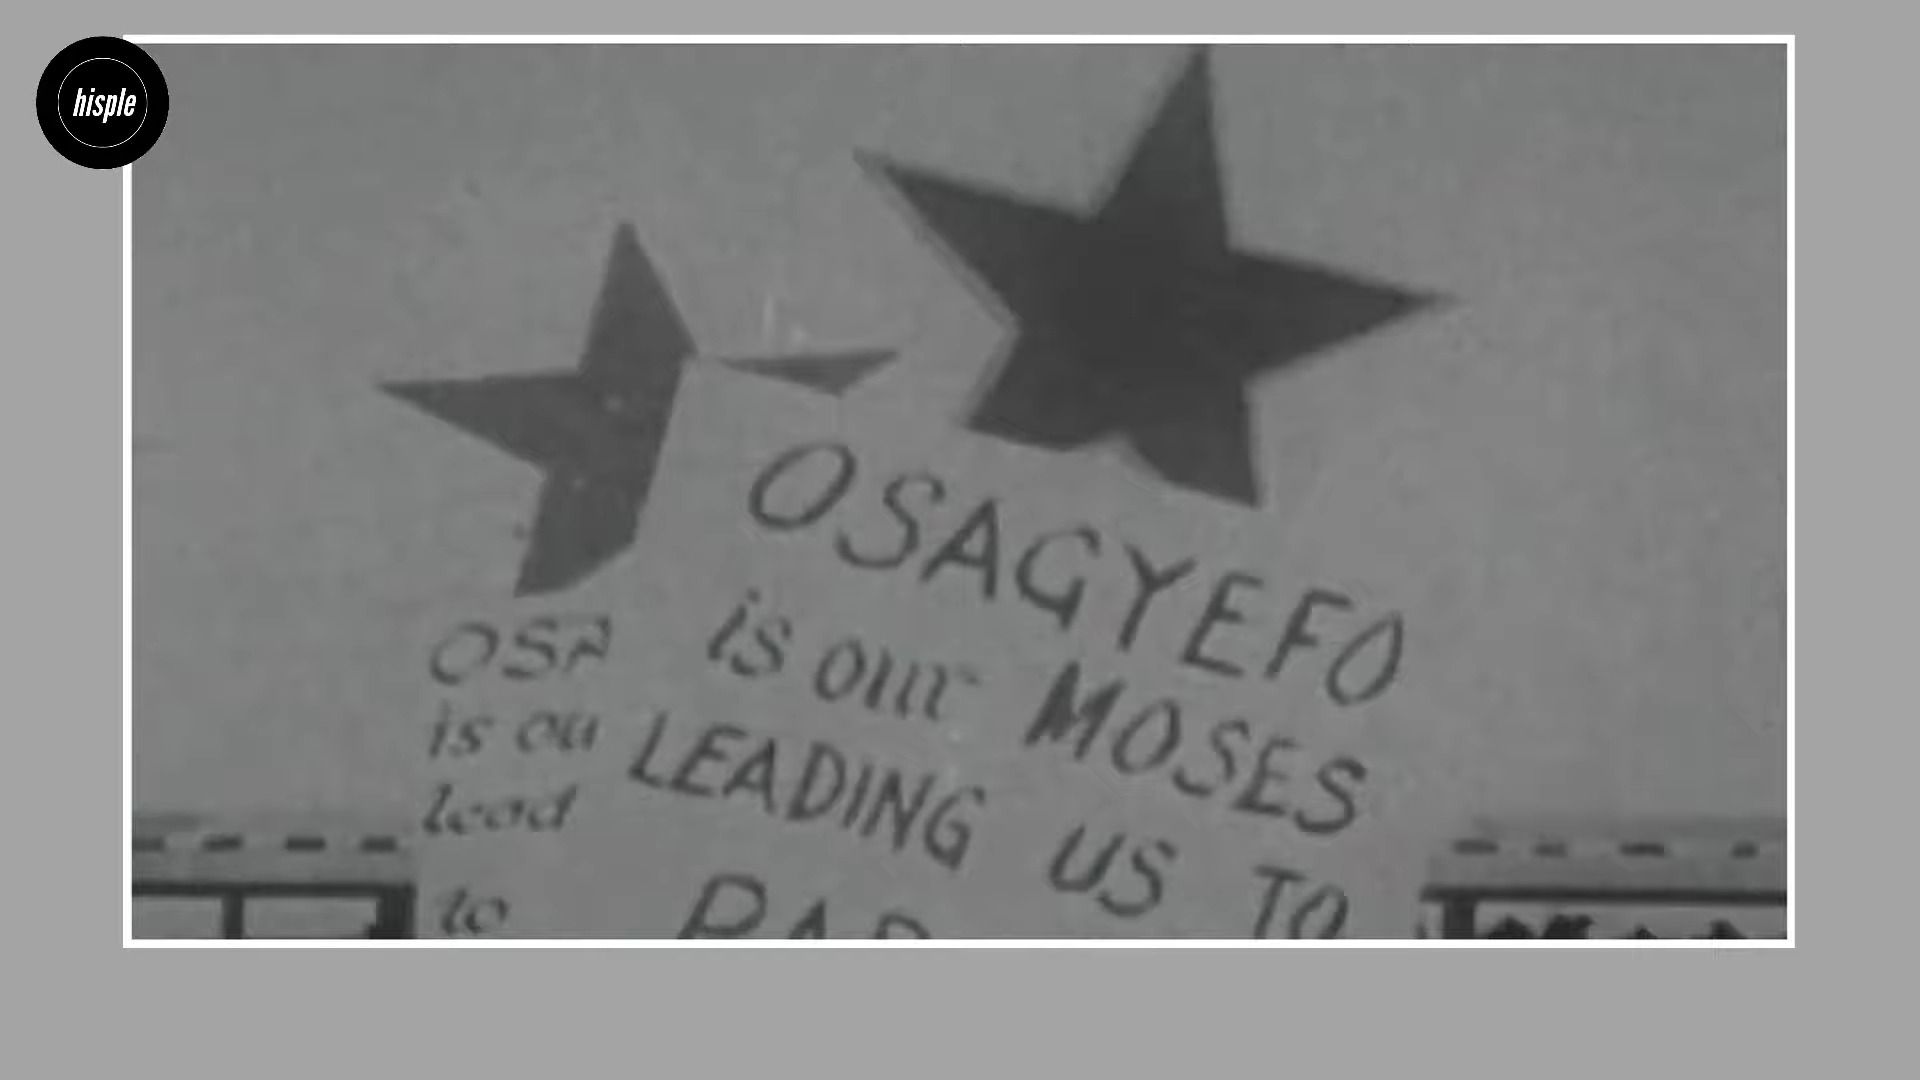 hisple
OSAGYEFO
is our MOSES
LEADING US TO
OSA
is ou
lead
to